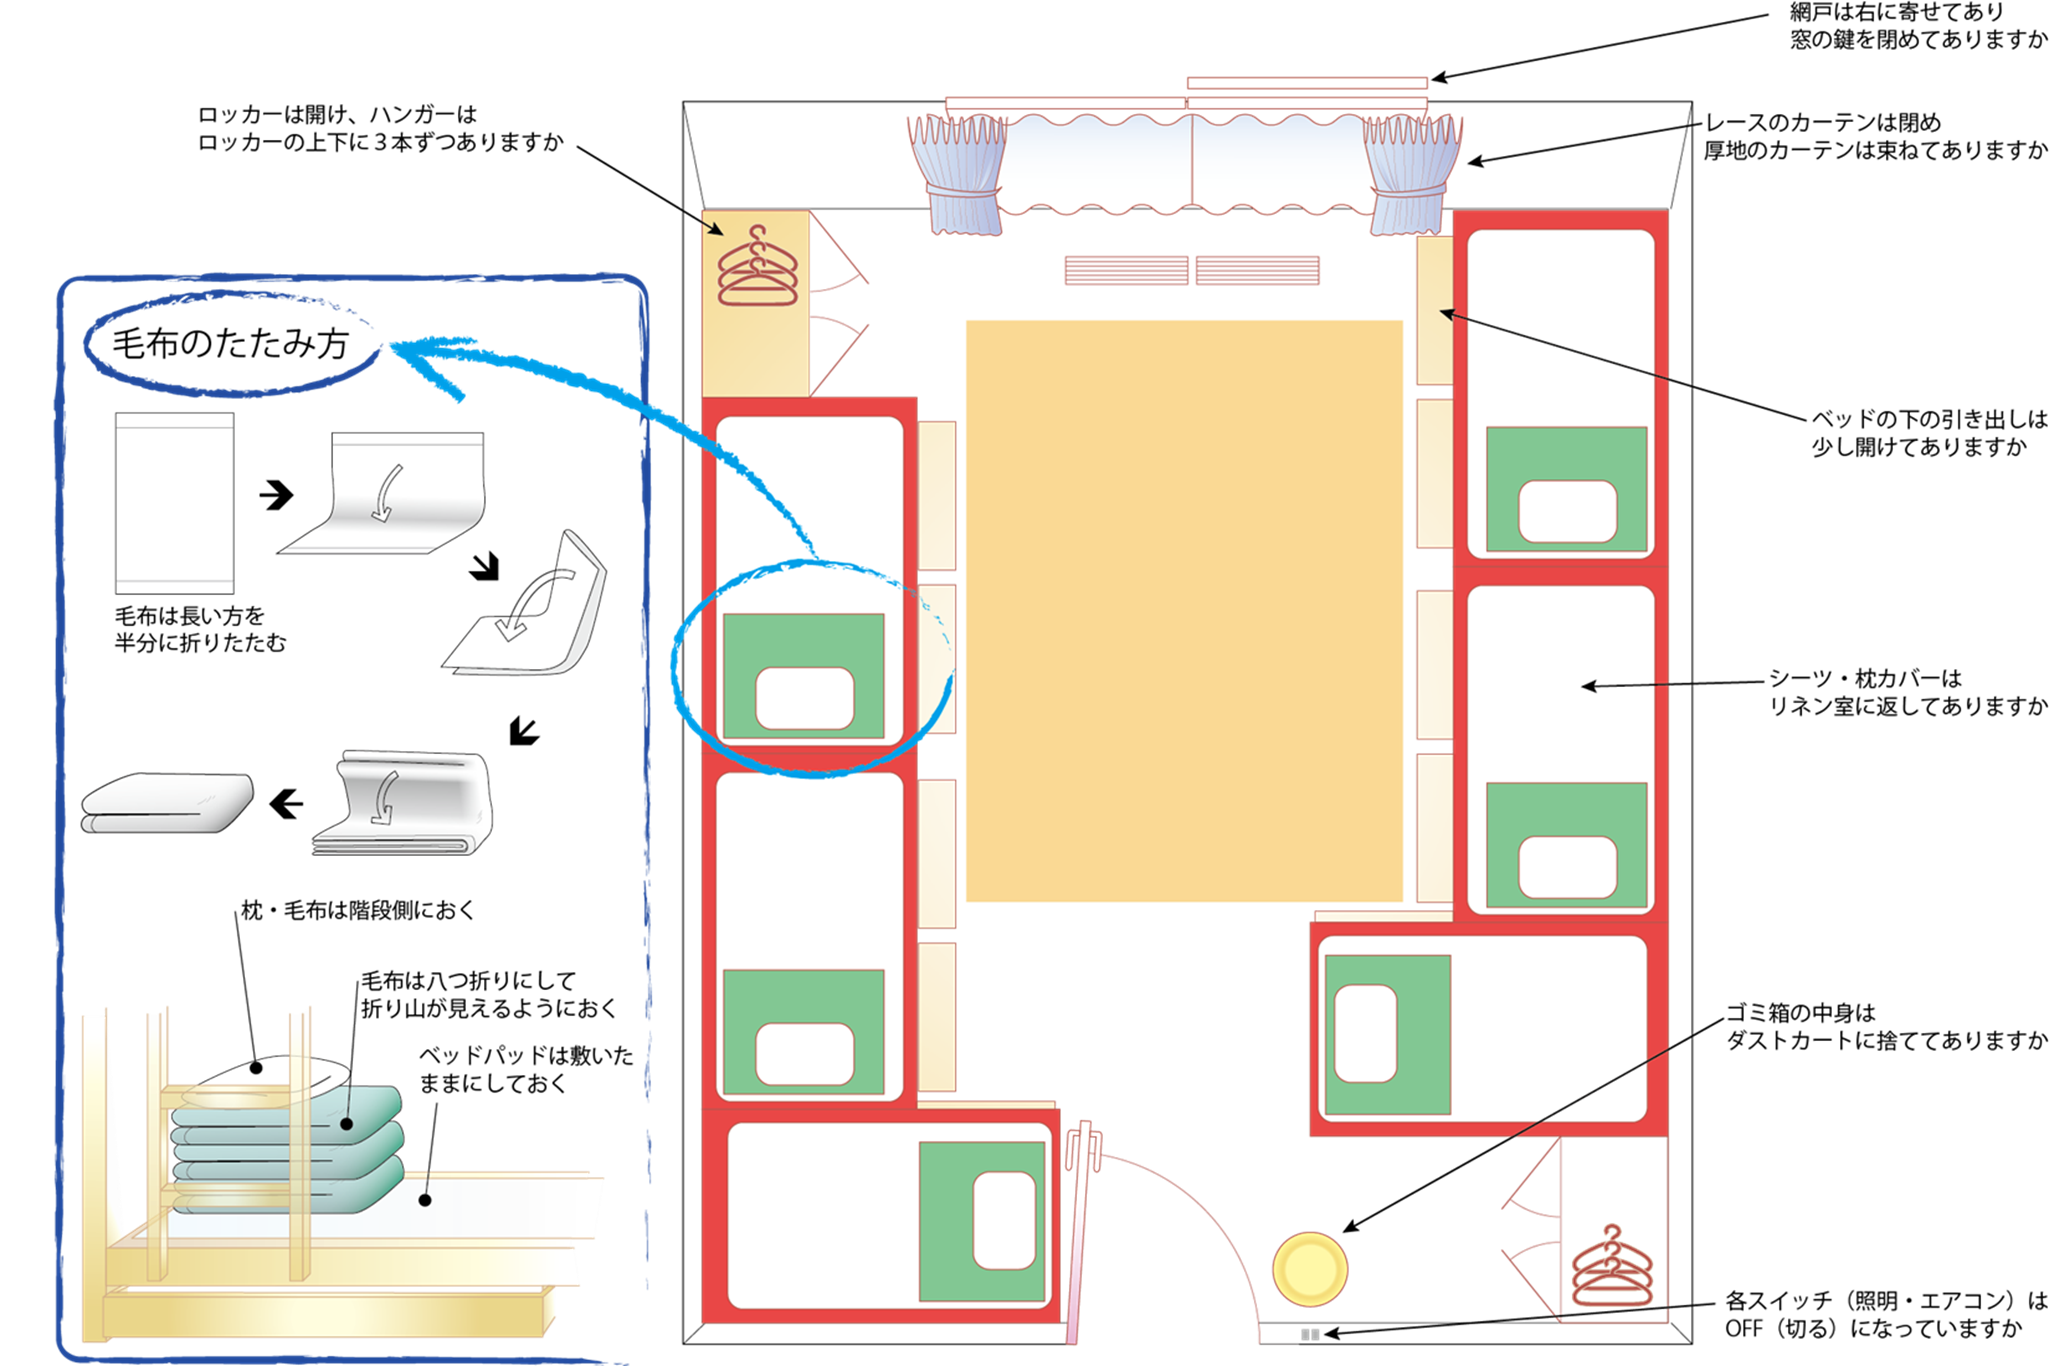 網戸は右に寄せてあり
窓の鍵を閉めてありますか
ロッカーは開け、ハンガーは
ロッカーの上下に３本ずつありますか
レースのカーテンは閉め
厚地のカーテンは束ねてありますか
毛布のたたみ方
毛布は長い方を
半分に折りたたむ
枕・毛布は階段側におく
毛布は八つ折りにして
折り山が見えるようにおく
ベッドパッドは敷いた
ままにしておく
ベッドの下の引き出しは
少し開けてありますか
シーツ・枕カバーは
リネン室に返してありますか
ゴミ箱の中身は
ダストカートに捨ててありますか
各スイッチ（照明・エアコン）は
OFF（切る）になっていますか